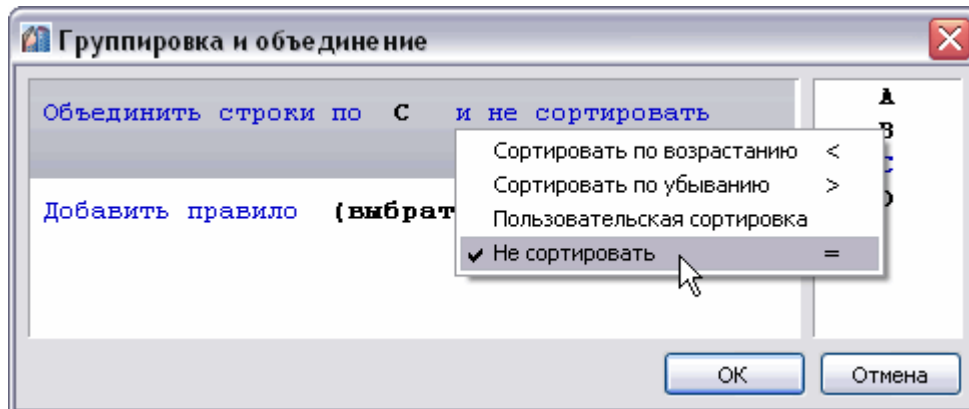 Группировка и объединение
Объединить строки по C и не сортировать
Добавить правило (выбрат
Сортировать по возрастанию <
Сортировать по убыванию >
Пользовательская сортировка
Не сортировать =
A
B
C
D
OK
Отмена